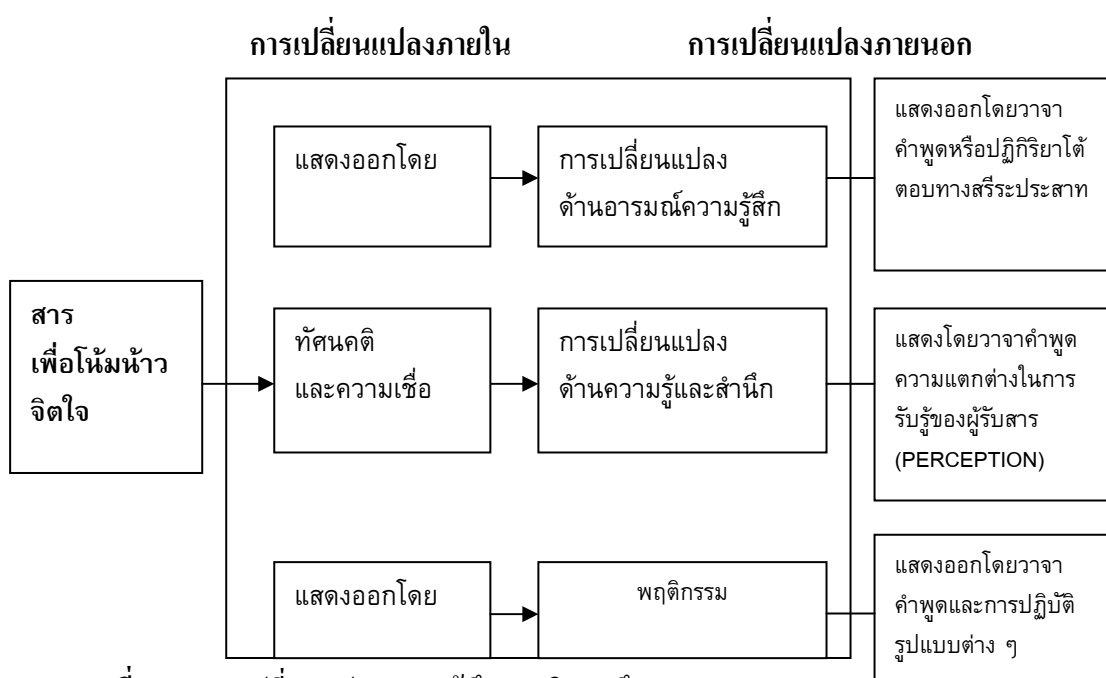 การเปลี่ยนแปลงภายใน การเปลี่ยนแปลงภายนอก
แสดงออกโดย
การเปลี่ยนแปลง
ด้านอารมณ์ความรู้สึก
แสดงออกโดยวาจา
คำพูดหรือปฏิกิริยาโต้
ตอบทางสรีระประสาท
สาร
เพื่อโน้มน้าว
จิตใจ
ทัศนคติ
และความเชื่อ
การเปลี่ยนแปลง
ด้านความรู้และสำนึก
แสดงโดยวาจาคำพูด
ความแตกต่างในการ
รับรู้ของผู้รับสาร
(PERCEPTION)
แสดงออกโดย
พฤติกรรม
แสดงออกโดยวาจา
คำพูดและการปฏิบัติ
รูปแบบต่าง ๆ